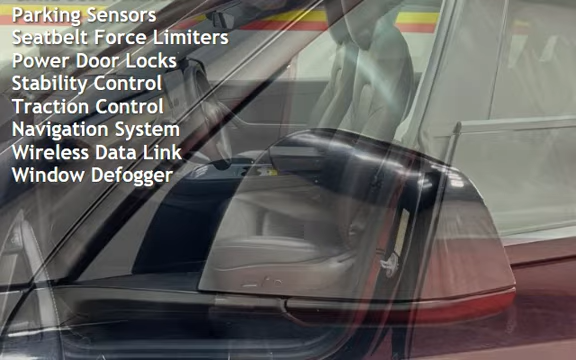 Parking Sensors
Seatbelt Force Limiters
Power Door Locks
Stability Control
Traction Control
Navigation System
Wireless Data Link
Window Defogger